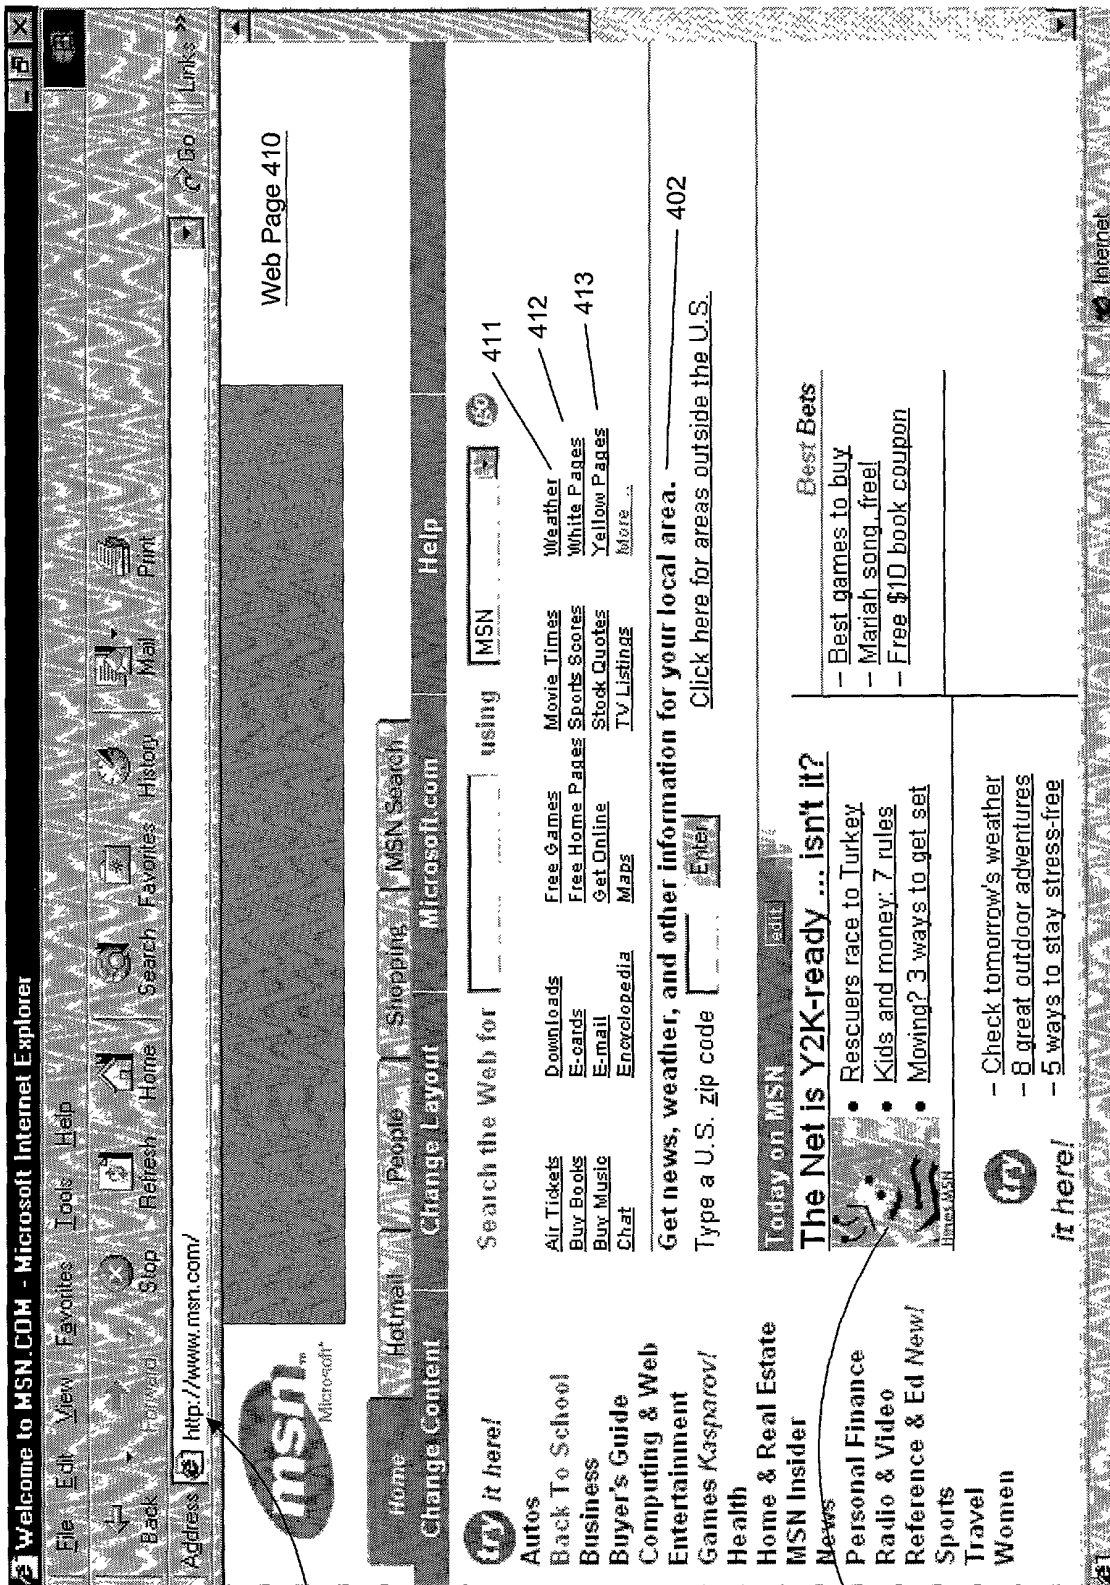 Welcome to MSN.COM - Microsoft Internet Explorer
File Edit View Favorites Tools Help
Back Forward Stop Refresh Home Search Favorites History Mail Print
Address http://www.msn.com/ Go Links »
Web Page 410
msn™
Microsoft®
Home Hotmail People Shopping MSN Search
Change Content Change Layout Microsoft.com Help
try it here!
Autos
Back To School
Business
Buyer's Guide
Computing & Web
Entertainment
Games Kasparov!
Health
Home & Real Estate
MSN Insider
News
Personal Finance
Radio & Video
Reference & Ed New!
Sports
Travel
Women
Search the Web for using MSN go
Air Tickets Downloads Free Games Movie Times Weather 411
Buy Books E-cards Free Home Pages Sports Scores White Pages 412
Buy Music E-mail Get Online Stock Quotes Yellow Pages 413
Chat Encyclopedia Maps TV Listings More...
Get news, weather, and other information for your local area. 402
Type a U.S. zip code Enter Click here for areas outside the U.S.
Today on MSN edit
The Net is Y2K-ready ... isn't it?
• Rescuers race to Turkey
• Kids and money: 7 rules
• Moving? 3 ways to get set
Best Bets
– Best games to buy
– Mariah song, free!
– Free $10 book coupon
try it here!
– Check tomorrow's weather
– 8 great outdoor adventures
– 5 ways to stay stress-free
Internet